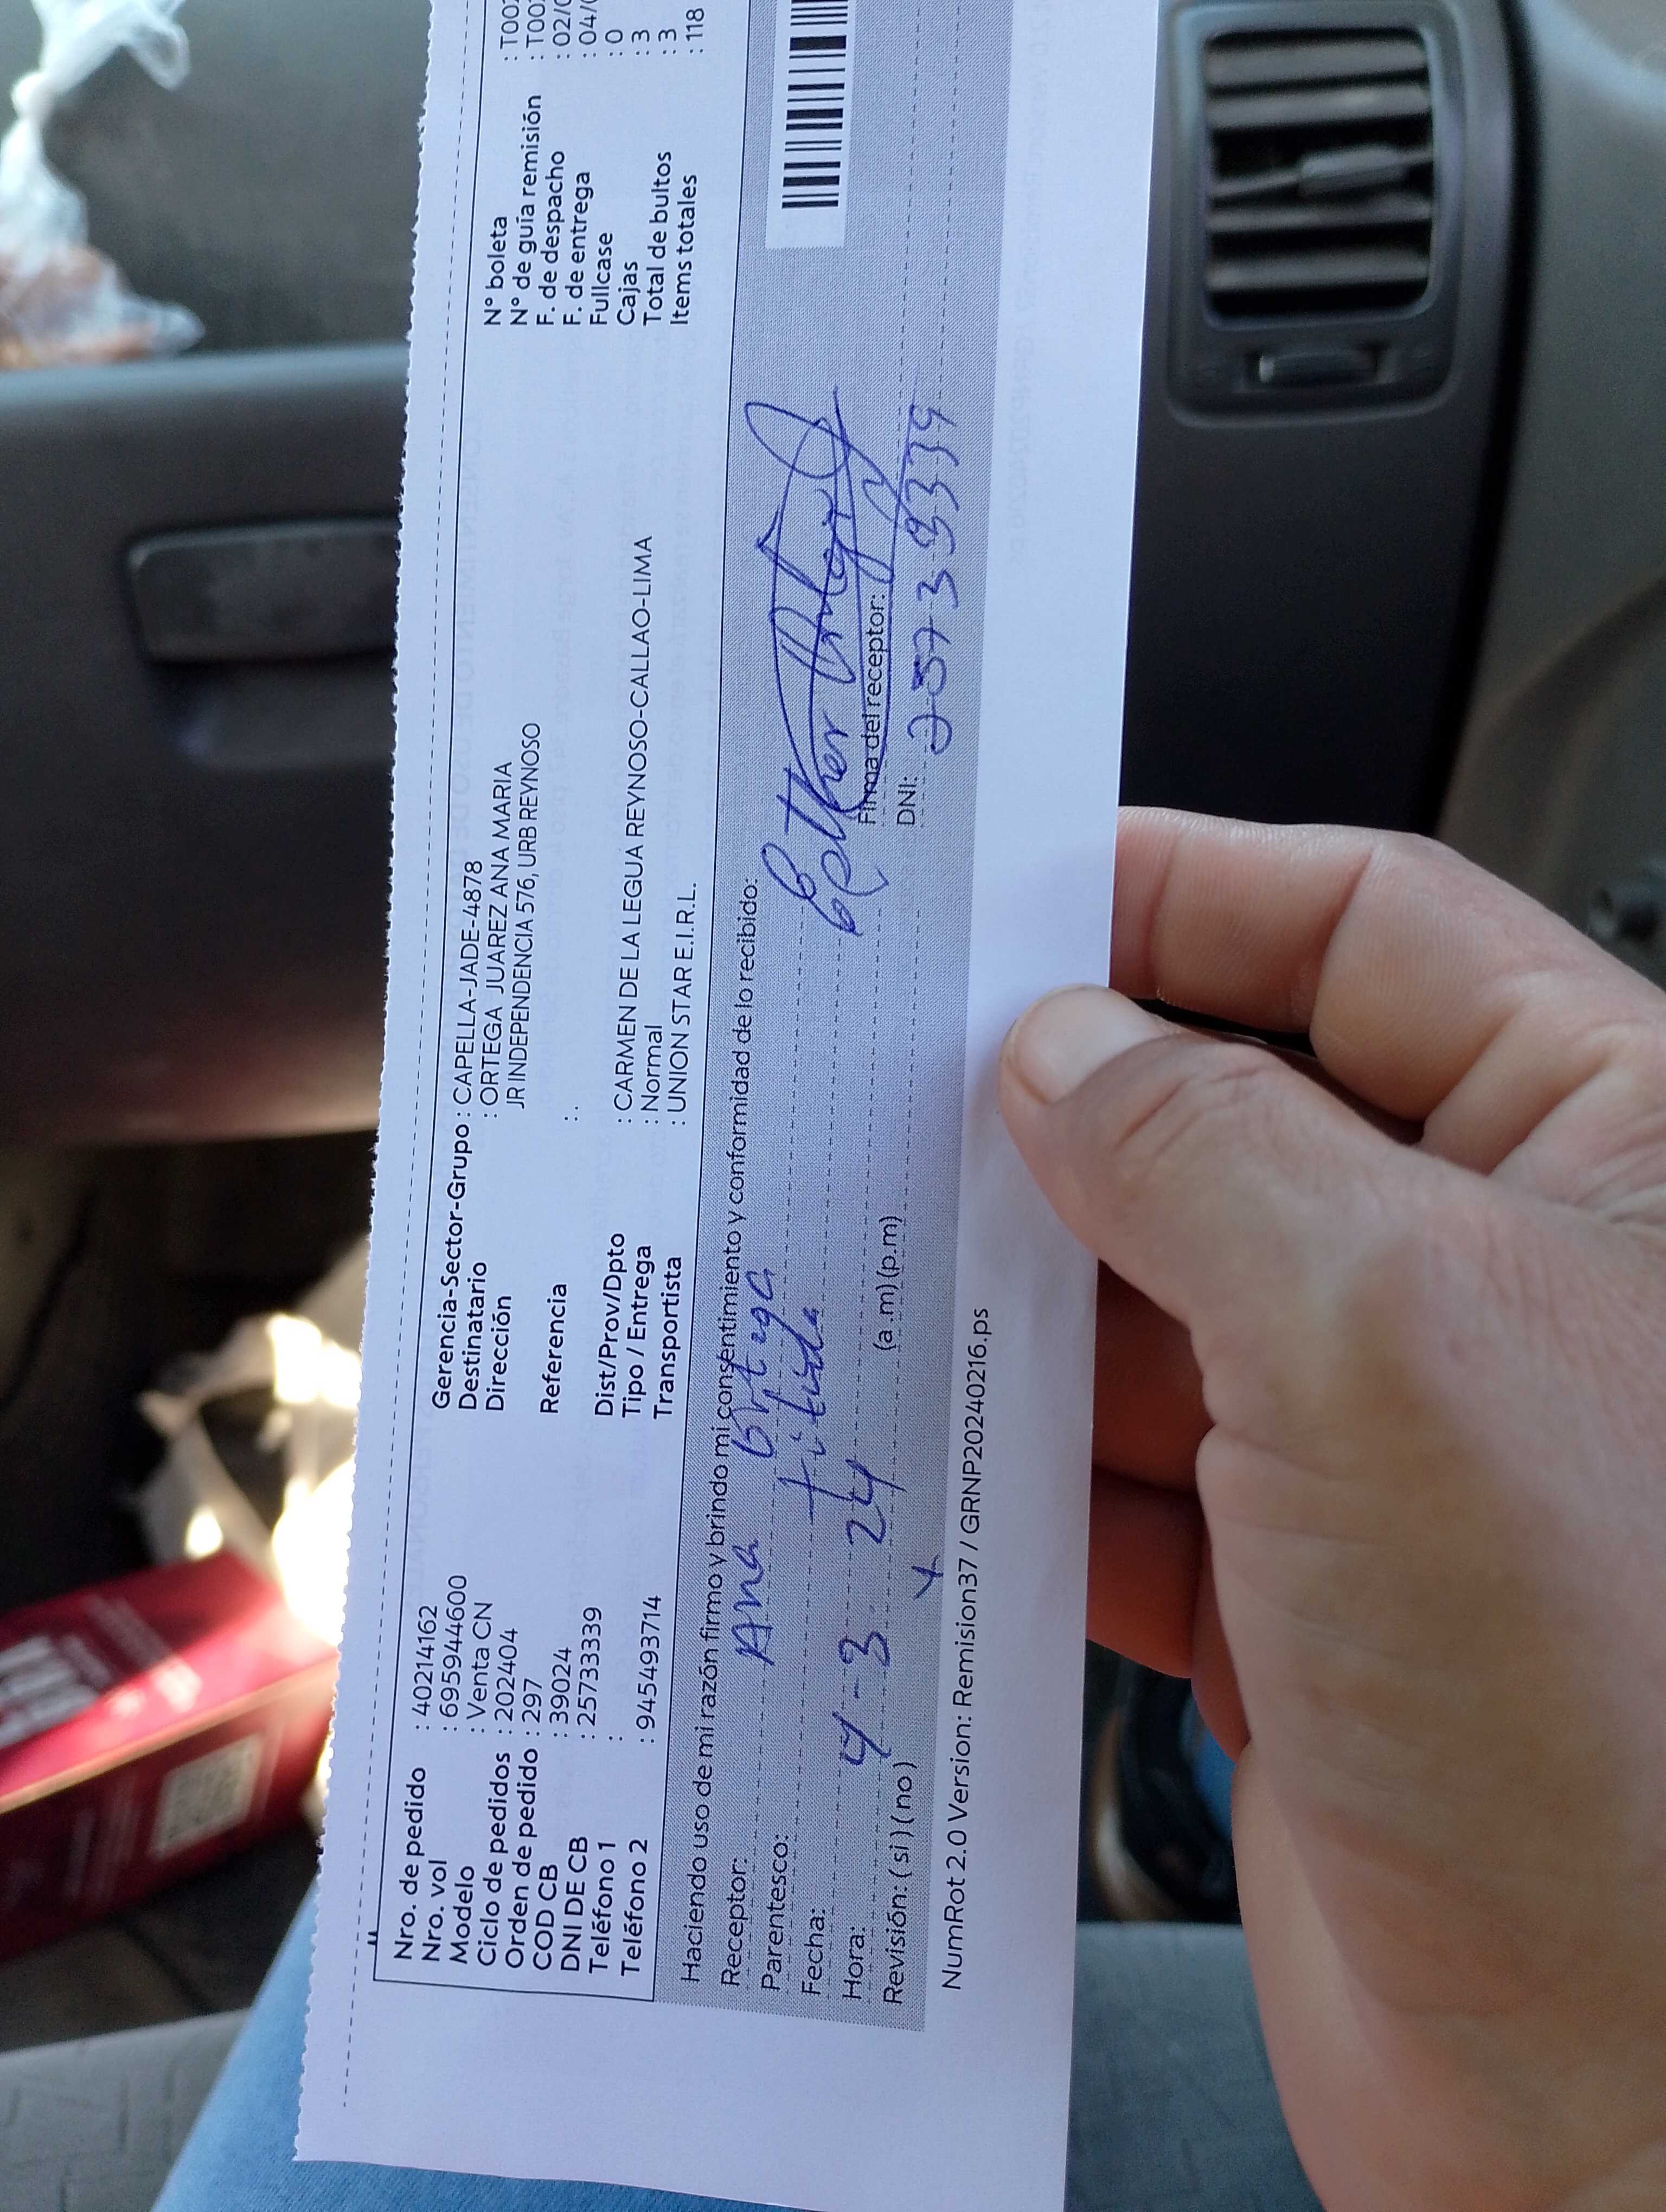 Nro. de pedido : 40214162
Nro. vol : 6959444600
Modelo : Venta CN
Ciclo de pedidos : 202404
Orden de pedido : 297
COD CB : 39024
DNI DE CB : 25733339
Teléfono 1 :
Teléfono 2 : 945493714
Gerencia-Sector-Grupo : CAPELLA-JADE-4878
Destinatario : ORTEGA JUAREZ ANA MARIA
Dirección JR INDEPENDENCIA 576, URB REYNOSO
Referencia : .
Dist/Prov/Dpto : CARMEN DE LA LEGUA REYNOSO-CALLAO-LIMA
Tipo / Entrega : Normal
Transportista : UNION STAR E.I.R.L.
N° boleta : T00
N° de guía remisión : T00
F. de despacho : 02/
F. de entrega : 04/
Fullcase : 0
Cajas : 3
Total de bultos : 3
Items totales : 118
Haciendo uso de mi razón firmo y brindo mi consentimiento y conformidad de lo recibido:
Receptor: Ana Ortega
Parentesco:
Fecha: 4-3 24
Hora: (a.m) (p.m)
Revisión: (si) (no)
Firma del receptor:
DNI: 25733339
NumRot 2.0 Version: Remision37 / GRNP20240216.ps